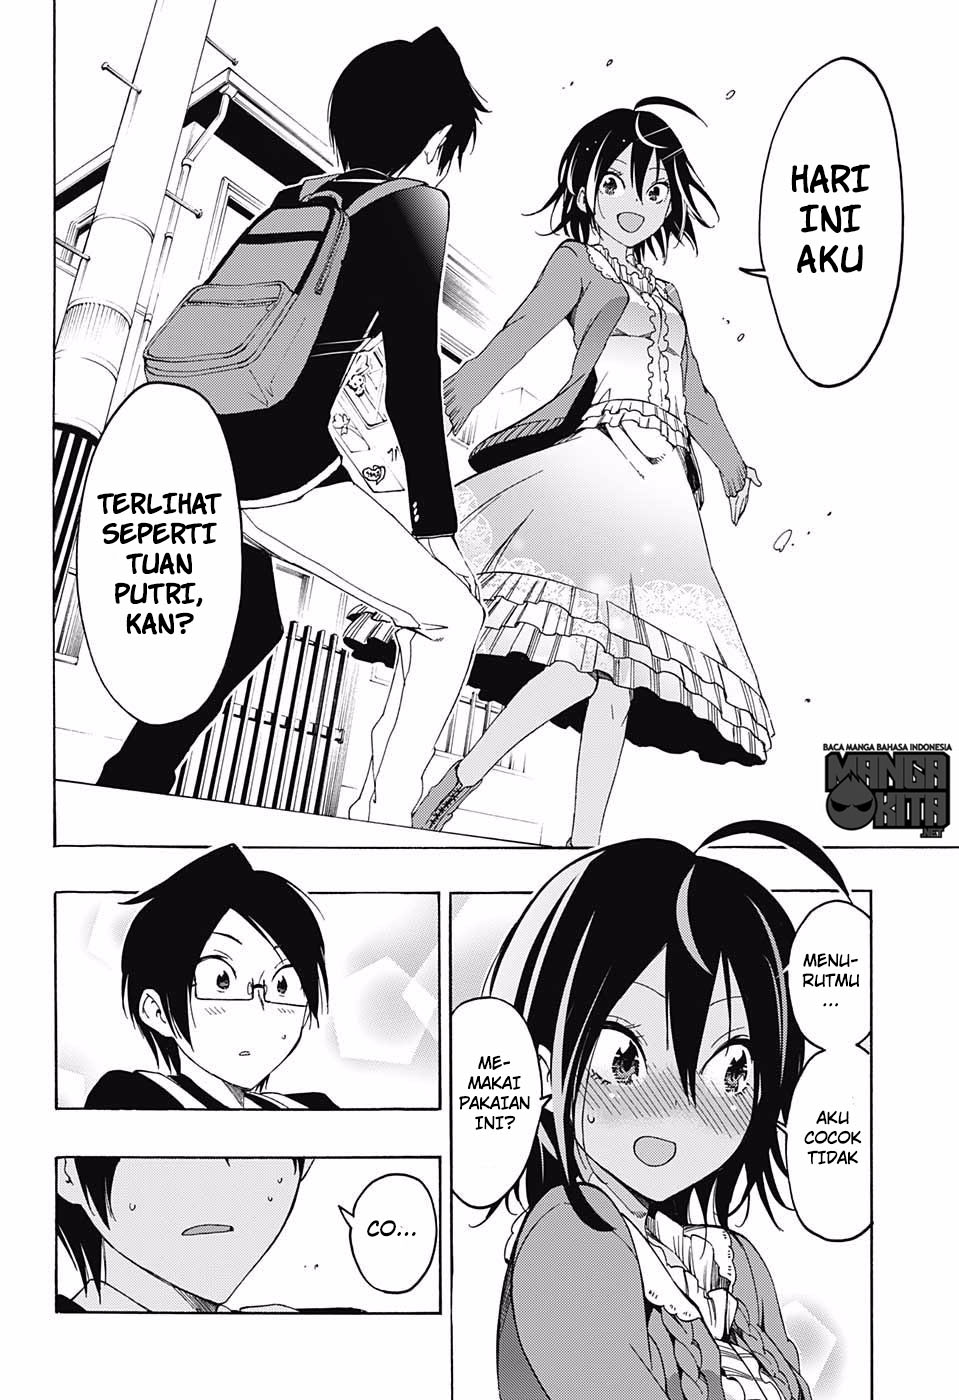 HARI
INI
AKU
TERLIHAT
SEPERTI
TUAN
PUTRI,
KAN?
BACA MANGA BAHASA INDONESIA
MANGA
KITA
.NET
MENU-
RUTMU
...
AKU
COCOK
TIDAK
ME-
MAKAI
PAKAIAN
INI?
CO...